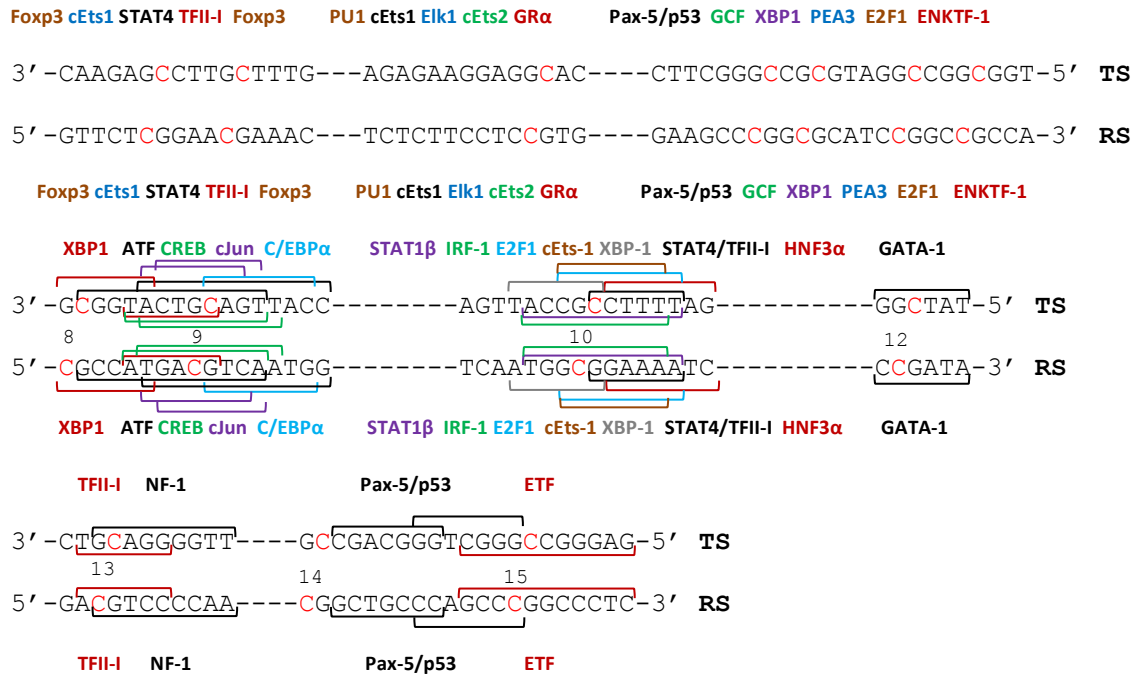 Foxp3 cEts1 STAT4 TFII-I Foxp3 PU1 cEts1 Elk1 cEts2 GRα Pax-5/p53 GCF XBP1 PEA3 E2F1 ENKTF-1
3’-CAAGAGCCTTGCTTTG---AGAGAAGGAGGCAC----CTTCGGGCCGCGTAGGCCGGCGGT-5’ TS
5’-GTTCTCGGAACGAAAC---TCTCTTCCTCCGTG----GAAGCCCGGCGCATCCGGCCGCCA-3’ RS
Foxp3 cEts1 STAT4 TFII-I Foxp3 PU1 cEts1 Elk1 cEts2 GRα Pax-5/p53 GCF XBP1 PEA3 E2F1 ENKTF-1
XBP1 ATF CREB cJun C/EBPα STAT1β IRF-1 E2F1 cEts-1 XBP-1 STAT4/TFII-I HNF3α GATA-1
3’-GCGGTACTGCAGTTACC--------AGTTACCGCCTTTTAG----------GGCTAT-5’ TS
8 9 10 12
5’-CGCCATGACGTCAATGG--------TCAATGGCGGAAAATC----------CCGATA-3’ RS
XBP1 ATF CREB cJun C/EBPα STAT1β IRF-1 E2F1 cEts-1 XBP-1 STAT4/TFII-I HNF3α GATA-1
TFII-I NF-1 Pax-5/p53 ETF
3’-CTGCAGGGGTT----GCCGACGGGTCGGGCCGGGAG-5’ TS
13 14 15
5’-GACGTCCCCAA----CGGCTGCCCAGCCCGGCCCTC-3’ RS
TFII-I NF-1 Pax-5/p53 ETF